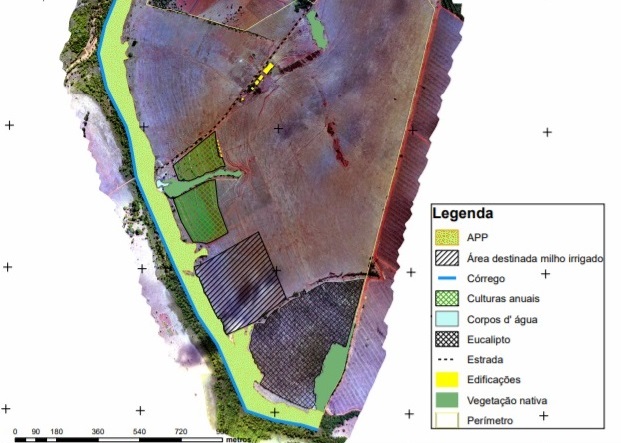 Legenda
APP
Área destinada milho irrigado
Córrego
Culturas anuais
Corpos d' água
Eucalipto
Estrada
Edificações
Vegetação nativa
Perímetro
0 90 180 360 540 720 900
metros